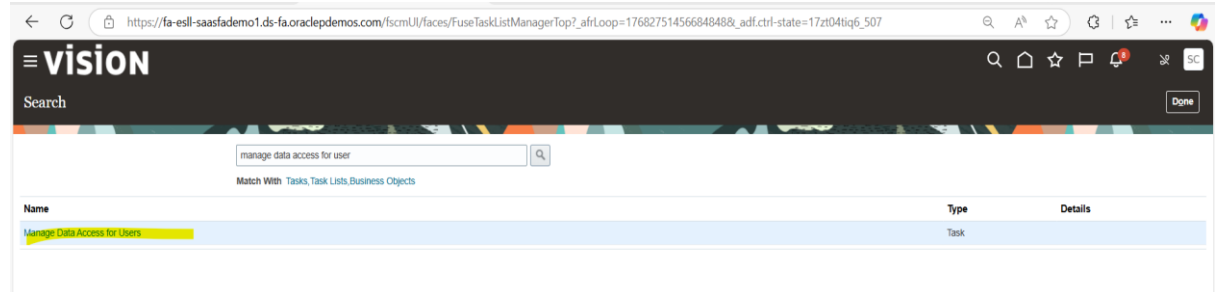 https://fa-esll-saasfademo1.ds-fa.oraclepdemos.com/fscmUI/faces/FuseTaskListManagerTop?_afrLoop=17682751456684848&_adf.ctrl-state=17zt04tiq6_507
VISION
8
SC
Search
Done
manage data access for user
Match With Tasks,Task Lists,Business Objects
Name Type Details
Manage Data Access for Users Task